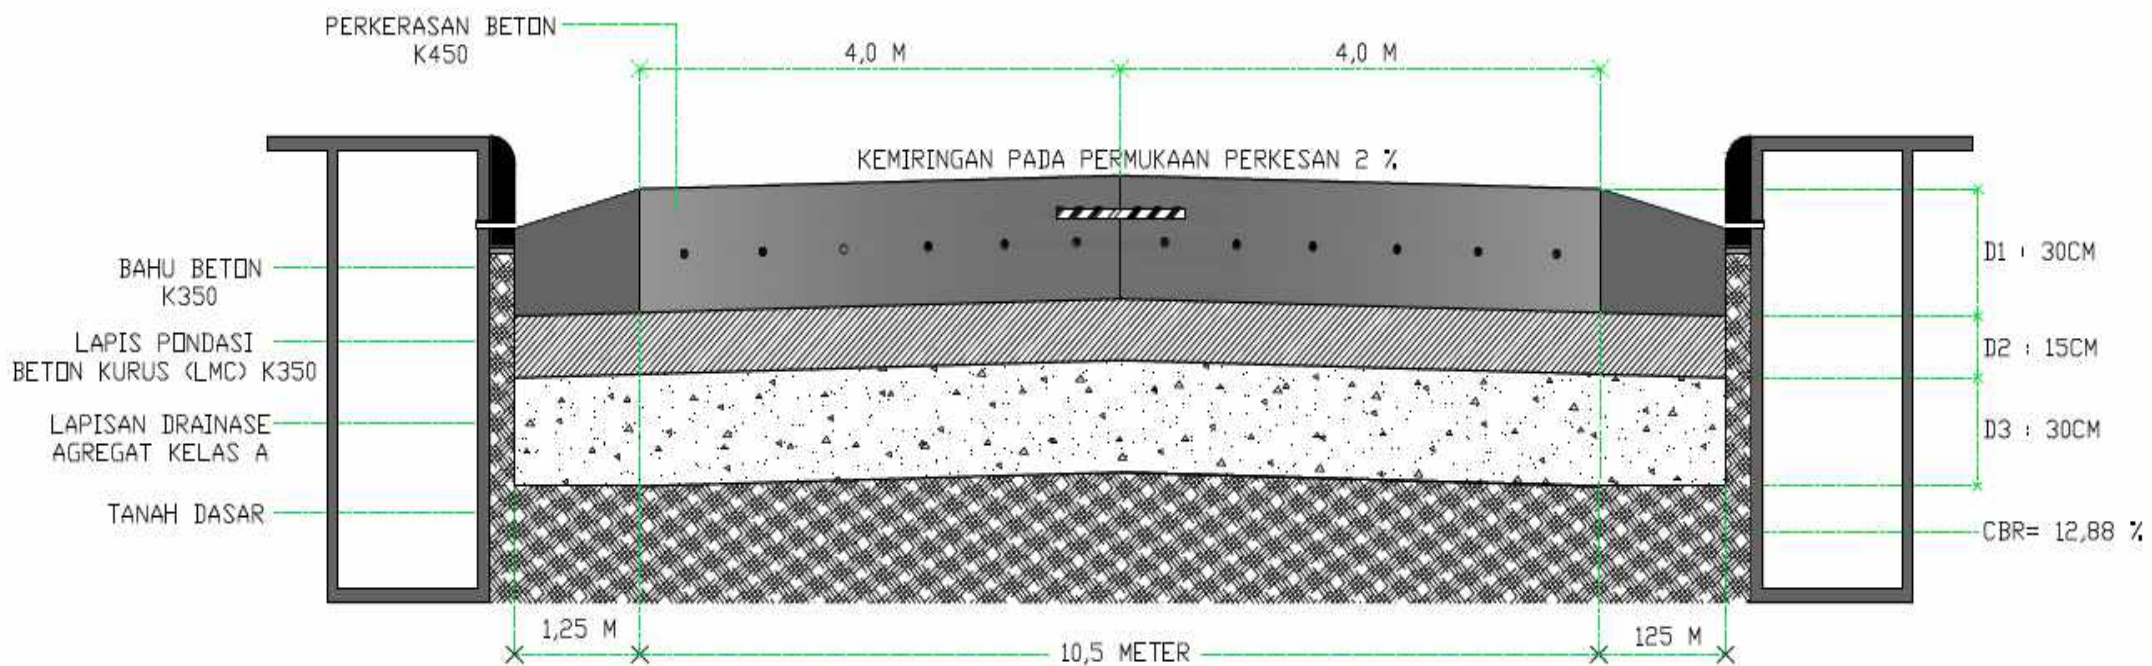 PERKERASAN BETON
K450
4,0 M
4,0 M
KEMIRINGAN PADA PERMUKAAN PERKESAN 2 %
BAHU BETON
K350
D1 : 30CM
LAPIS PONDASI
BETON KURUS (LMC) K350
D2 : 15CM
LAPISAN DRAINASE
AGREGAT KELAS A
D3 : 30CM
TANAH DASAR
CBR= 12,88 %
1,25 M
10,5 METER
125 M